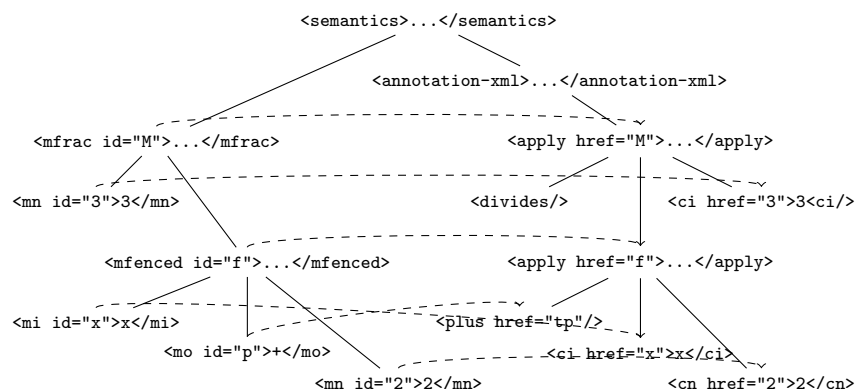 <semantics>...</semantics>
<annotation-xml>...</annotation-xml>
<mfrac id="M">...</mfrac> <apply href="M">...</apply>
<mn id="3">3</mn> <divides/> <ci href="3">3<ci/>
<mfenced id="f">...</mfenced> <apply href="f">...</apply>
<mi id="x">x</mi> <plus href="tp"/>
<mo id="p">+</mo> <ci href="x">x</ci>
<mn id="2">2</mn> <cn href="2">2</cn>